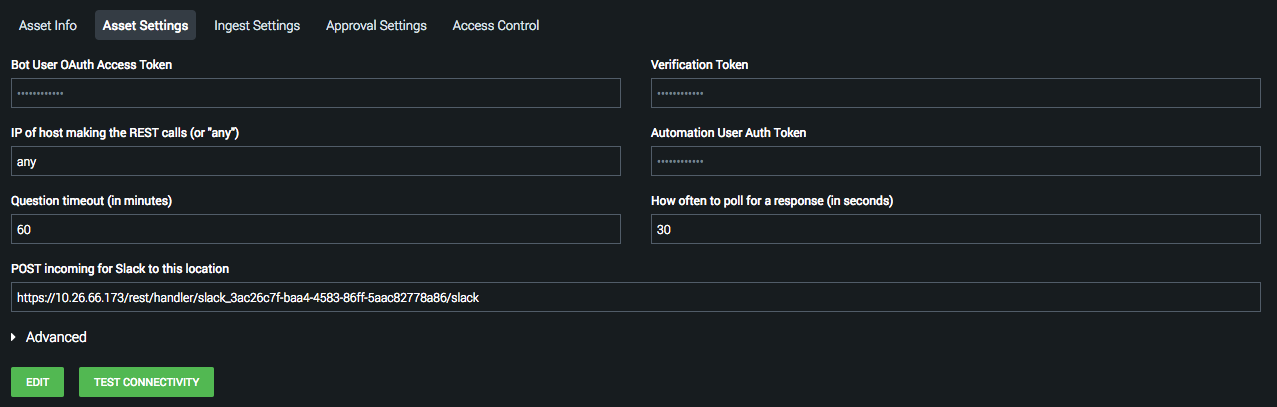 Asset Info Asset Settings Ingest Settings Approval Settings Access Control
Bot User OAuth Access Token Verification Token
•••••••••••• ••••••••••••
IP of host making the REST calls (or "any") Automation User Auth Token
any ••••••••••••
Question timeout (in minutes) How often to poll for a response (in seconds)
60 30
POST incoming for Slack to this location
https://10.26.66.173/rest/handler/slack_3ac26c7f-baa4-4583-86ff-5aac82778a86/slack
Advanced
EDIT TEST CONNECTIVITY